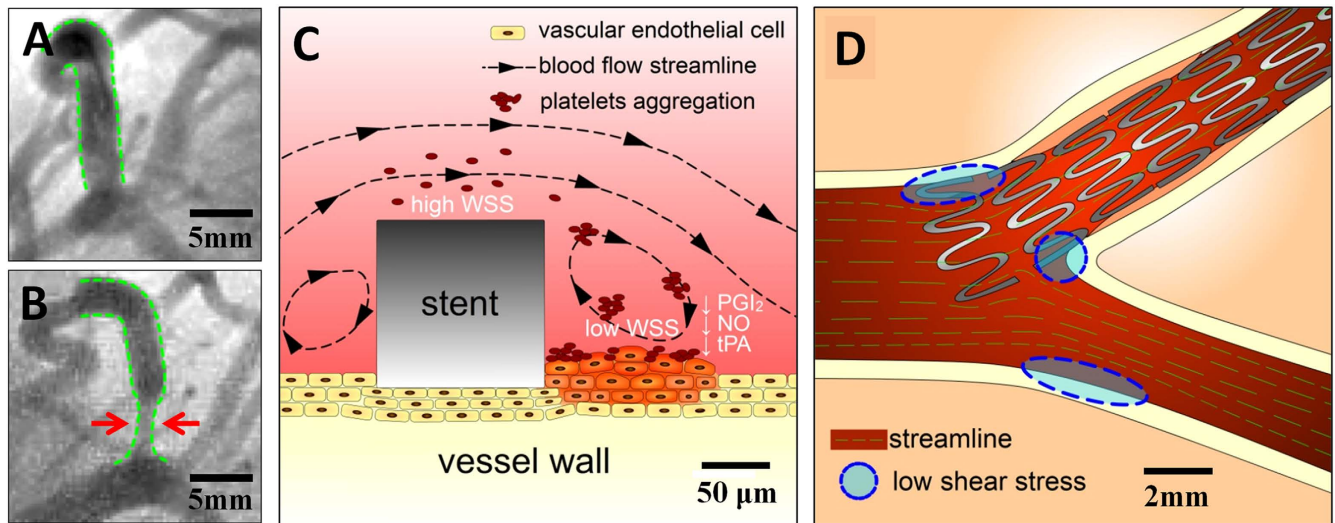 A
5mm
B
5mm
C
vascular endothelial cell
blood flow streamline
platelets aggregation
high WSS
stent
low WSS
↓ PGI₂
↓ NO
↓ tPA
vessel wall
50 μm
D
streamline
low shear stress
2mm